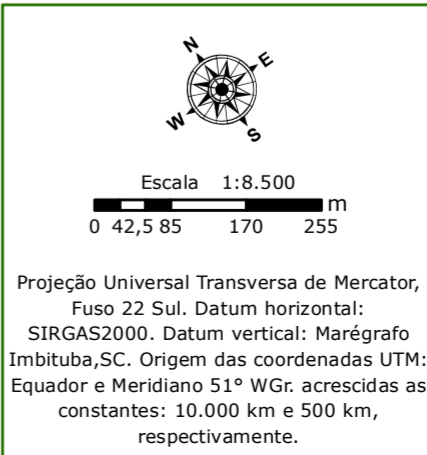 N
E
W
S
Escala 1:8.500
m
0 42,5 85 170 255
Projeção Universal Transversa de Mercator,
Fuso 22 Sul. Datum horizontal:
SIRGAS2000. Datum vertical: Marégrafo
Imbituba,SC. Origem das coordenadas UTM:
Equador e Meridiano 51° WGr. acrescidas as
constantes: 10.000 km e 500 km,
respectivamente.